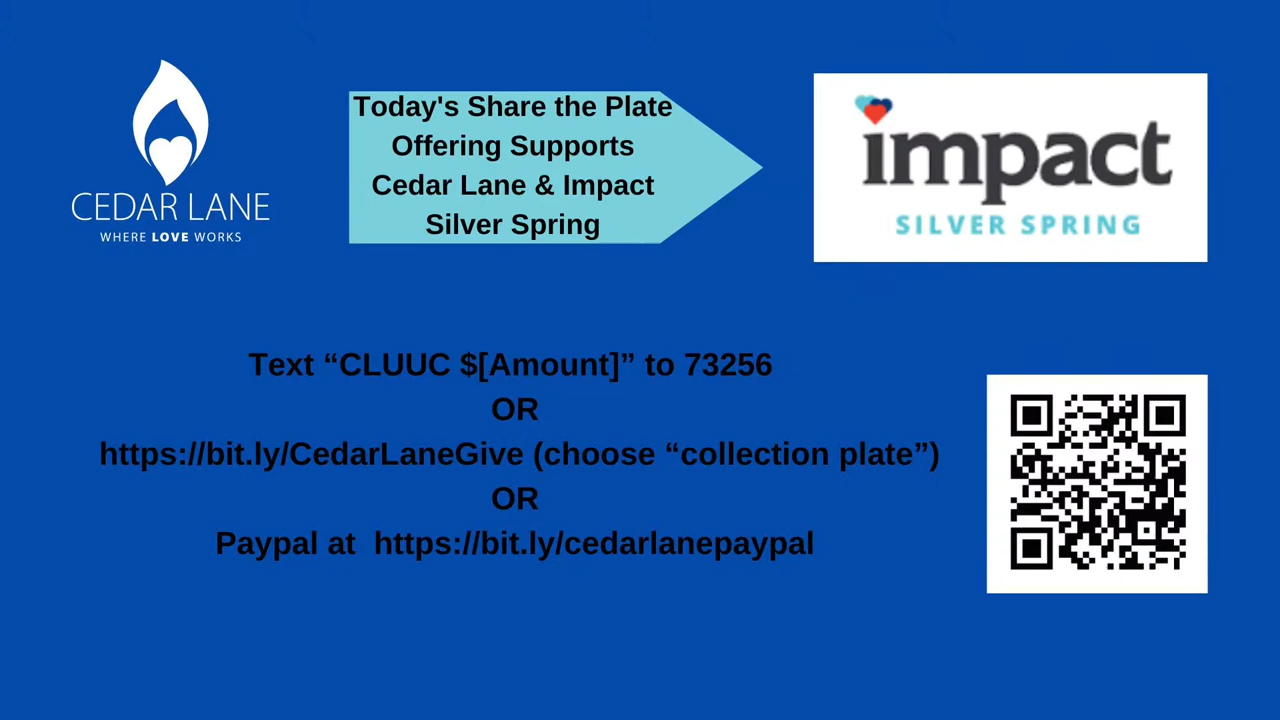 CEDAR LANE
WHERE LOVE WORKS
Today's Share the Plate
Offering Supports
Cedar Lane & Impact
Silver Spring
impact
SILVER SPRING
Text “CLUUC $[Amount]” to 73256
OR
https://bit.ly/CedarLaneGive (choose “collection plate”)
OR
Paypal at  https://bit.ly/cedarlanepaypal